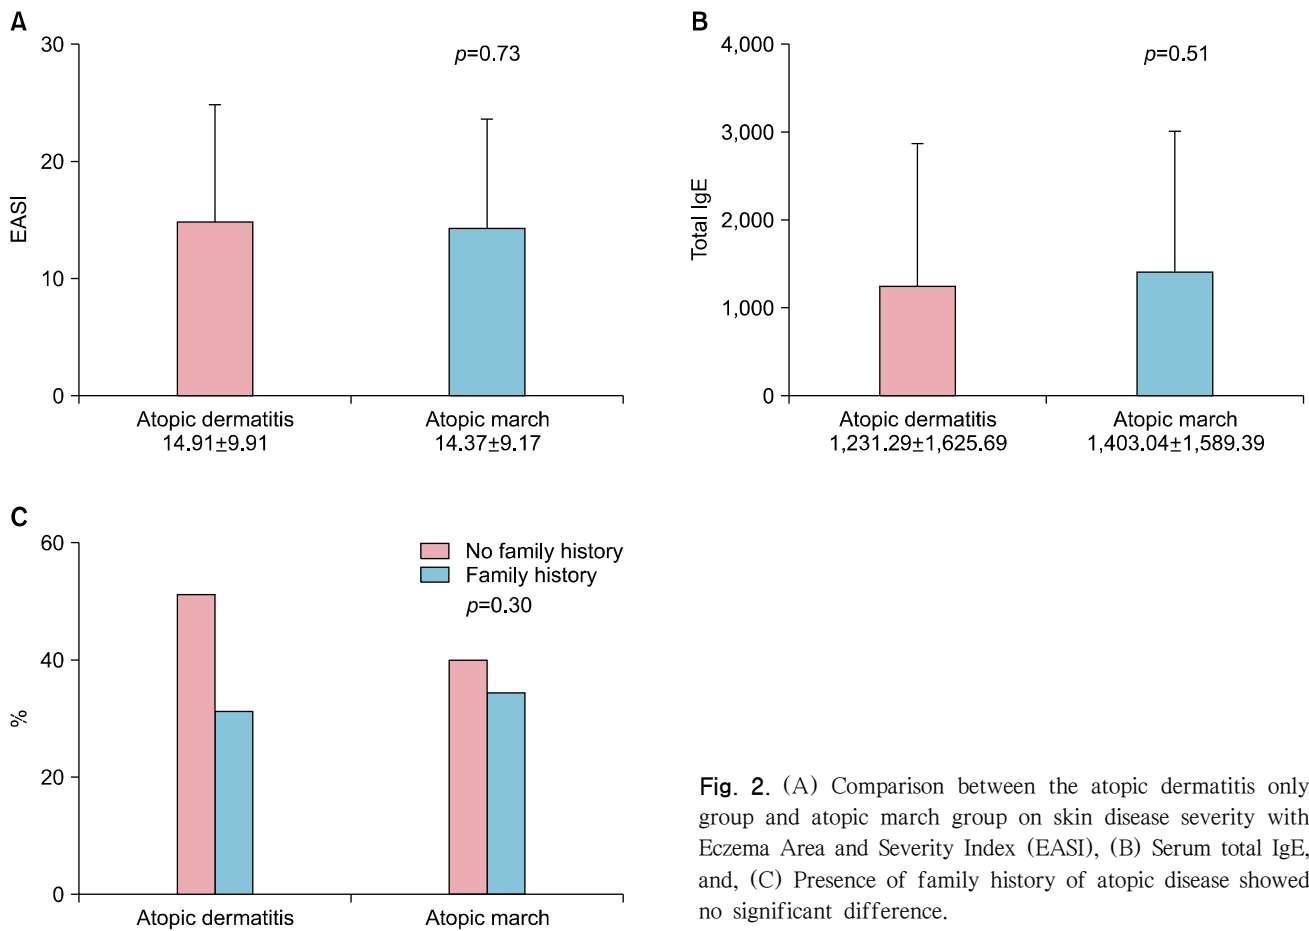 A
30
20
10
0
EASI
p=0.73
Atopic dermatitis
14.91±9.91
Atopic march
14.37±9.17
B
4,000
3,000
2,000
1,000
0
Total IgE
p=0.51
Atopic dermatitis
1,231.29±1,625.69
Atopic march
1,403.04±1,589.39
C
60
40
20
0
%
No family history
Family history
p=0.30
Atopic dermatitis
Atopic march
Fig. 2. (A) Comparison between the atopic dermatitis only
group and atopic march group on skin disease severity with
Eczema Area and Severity Index (EASI), (B) Serum total IgE,
and, (C) Presence of family history of atopic disease showed
no significant difference.